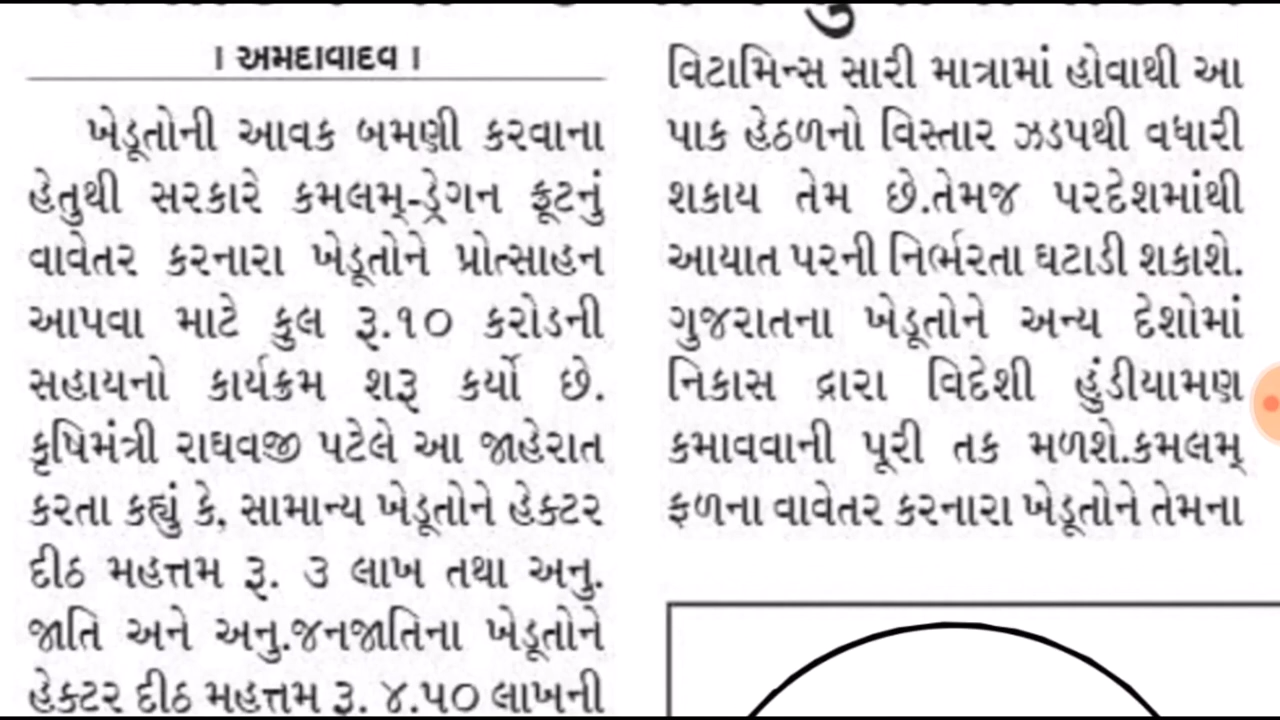 । અમદાવાદવ ।
ખેડૂતોની આવક બમણી કરવાના
હેતુથી સરકારે કમલમ્-ડ્રેગન ફ્રૂટનું
વાવેતર કરનારા ખેડૂતોને પ્રોત્સાહન
આપવા માટે કુલ રૂ.૧૦ કરોડની
સહાયનો કાર્યક્રમ શરૂ કર્યો છે.
કૃષિમંત્રી રાઘવજી પટેલે આ જાહેરાત
કરતા કહ્યું કે, સામાન્ય ખેડૂતોને હેક્ટર
દીઠ મહત્તમ રૂ. ૩ લાખ તથા અનુ.
જાતિ અને અનુ.જનજાતિના ખેડૂતોને
હેક્ટર દીઠ મહત્તમ રૂ. ૪.૫૦ લાખની
વિટામિન્સ સારી માત્રામાં હોવાથી આ
પાક હેઠળનો વિસ્તાર ઝડપથી વધારી
શકાય તેમ છે.તેમજ પરદેશમાંથી
આયાત પરની નિર્ભરતા ઘટાડી શકાશે.
ગુજરાતના ખેડૂતોને અન્ય દેશોમાં
નિકાસ દ્રારા વિદેશી હુંડીયામણ
કમાવવાની પૂરી તક મળશે.કમલમ્
ફળના વાવેતર કરનારા ખેડૂતોને તેમના